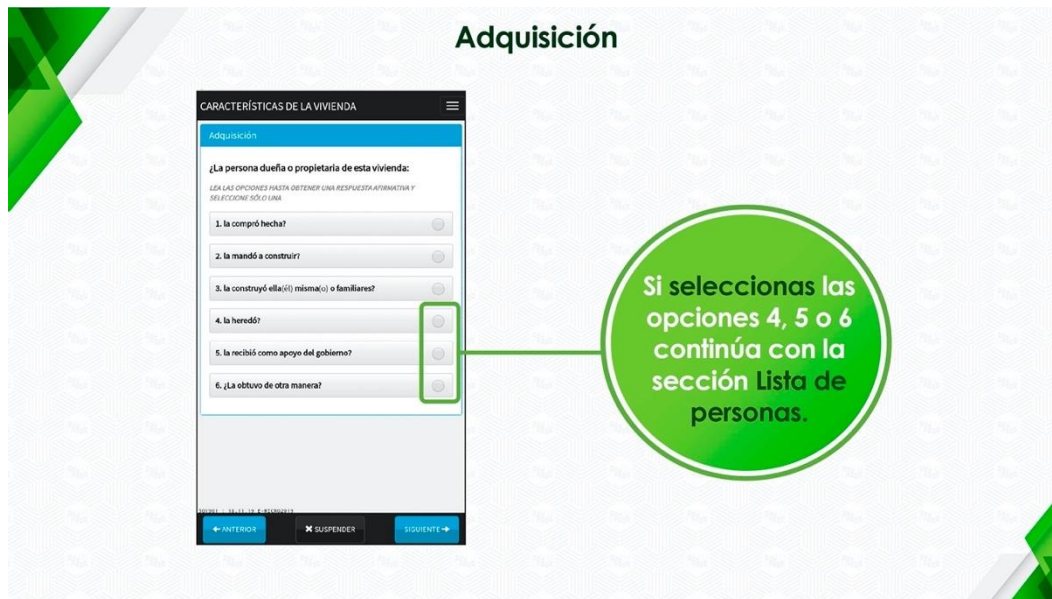 Adquisición
CARACTERÍSTICAS DE LA VIVIENDA
Adquisición
¿La persona dueña o propietaria de esta vivienda:
LEA LAS OPCIONES HASTA OBTENER UNA RESPUESTA AFIRMATIVA Y
SELECCIONE SÓLO UNA
1. la compró hecha?
2. la mandó a construir?
3. la construyó ella(él) misma(o) o familiares?
4. la heredó?
5. la recibió como apoyo del gobierno?
6. ¿La obtuvo de otra manera?
ANTERIOR
SUSPENDER
SIGUIENTE
Si seleccionas las
opciones 4, 5 o 6
continúa con la
sección Lista de
personas.